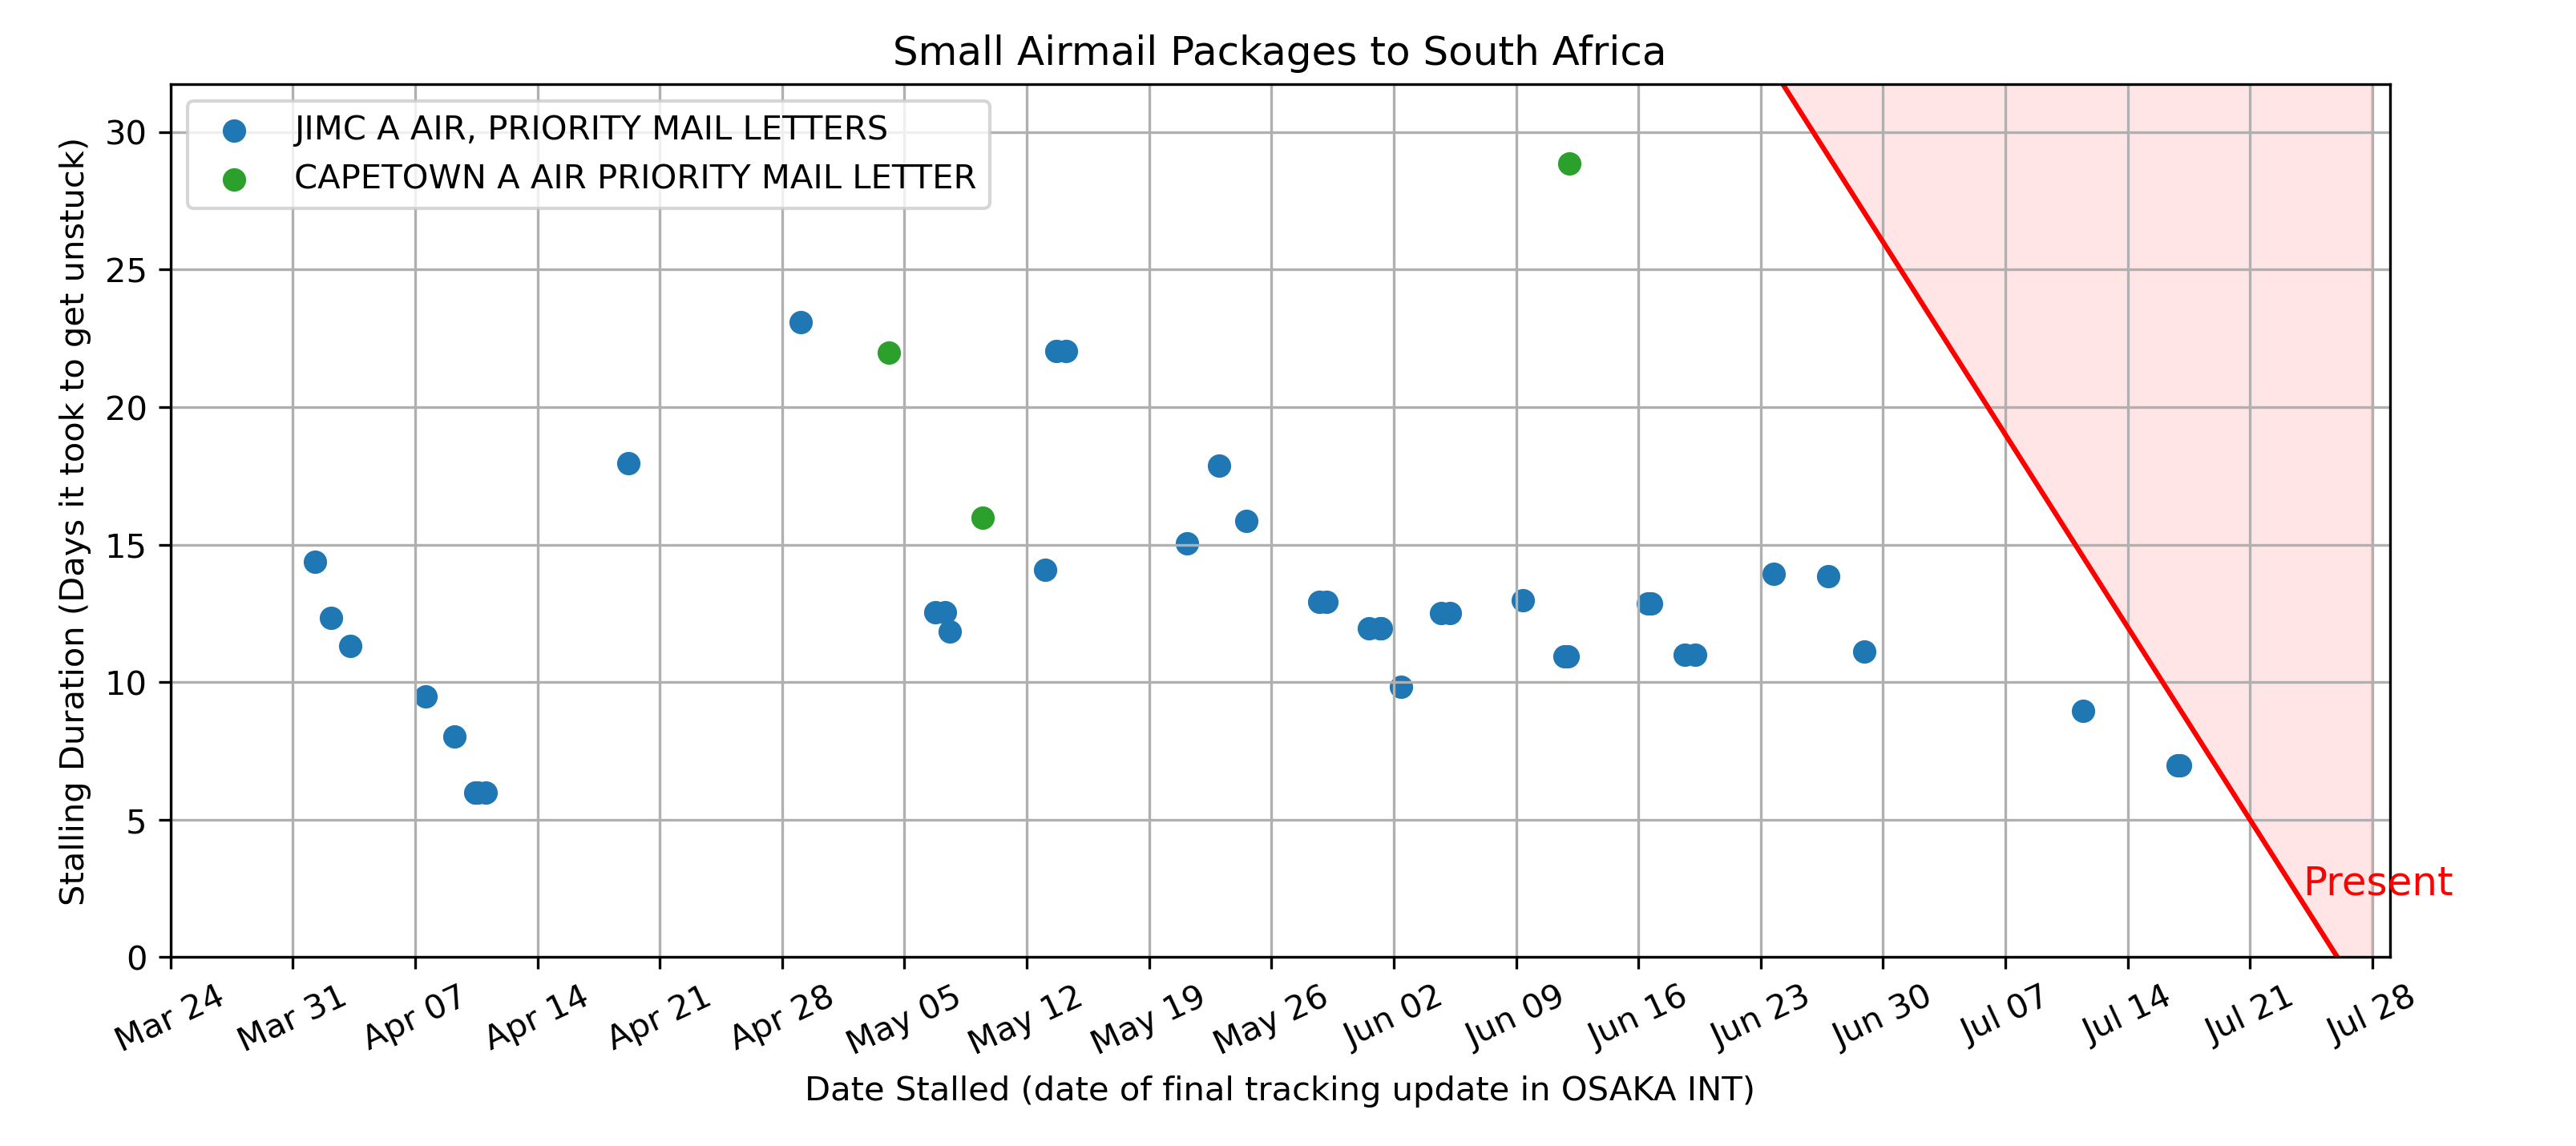 Small Airmail Packages to South Africa
JIMC A AIR, PRIORITY MAIL LETTERS
CAPETOWN A AIR PRIORITY MAIL LETTER
Stalling Duration (Days it took to get unstuck)
30
25
20
15
10
5
0
Present
Mar 24
Mar 31
Apr 07
Apr 14
Apr 21
Apr 28
May 05
May 12
May 19
May 26
Jun 02
Jun 09
Jun 16
Jun 23
Jun 30
Jul 07
Jul 14
Jul 21
Jul 28
Date Stalled (date of final tracking update in OSAKA INT)